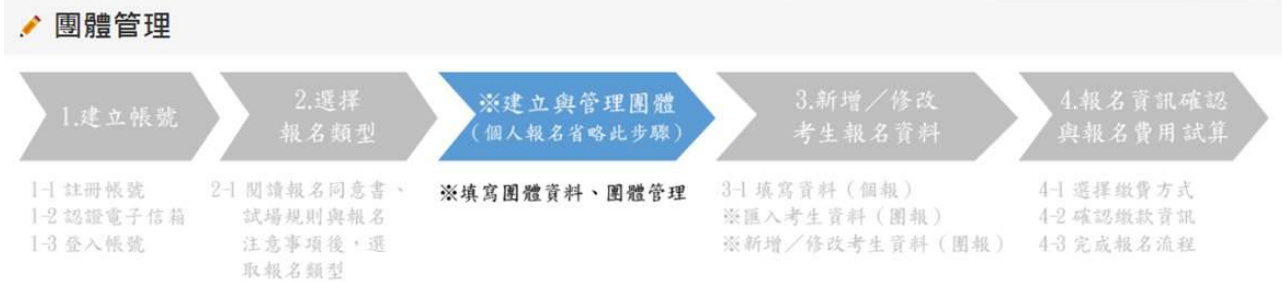 團體管理
1.建立帳號
2.選擇
報名類型
※建立與管理團體
(個人報名省略此步驟)
3.新增／修改
考生報名資料
4.報名資訊確認
與報名費用試算
1-1 註冊帳號
1-2 認證電子信箱
1-3 登入帳號
2-1 閱讀報名同意書、
試場規則與報名
注意事項後，選
取報名類型
※填寫團體資料、團體管理
3-1 填寫資料（個報）
※匯入考生資料（團報）
※新增／修改考生資料（團報）
4-1 選擇繳費方式
4-2 確認繳款資訊
4-3 完成報名流程